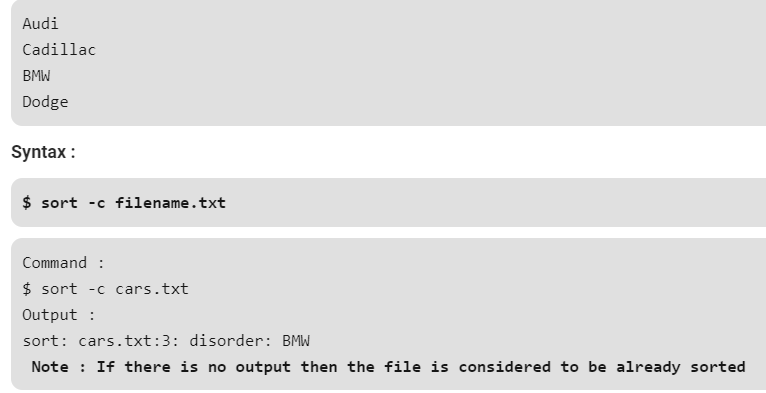 Audi
Cadillac
BMW
Dodge
Syntax :
$ sort -c filename.txt
Command :
$ sort -c cars.txt
Output :
sort: cars.txt:3: disorder: BMW
Note : If there is no output then the file is considered to be already sorted